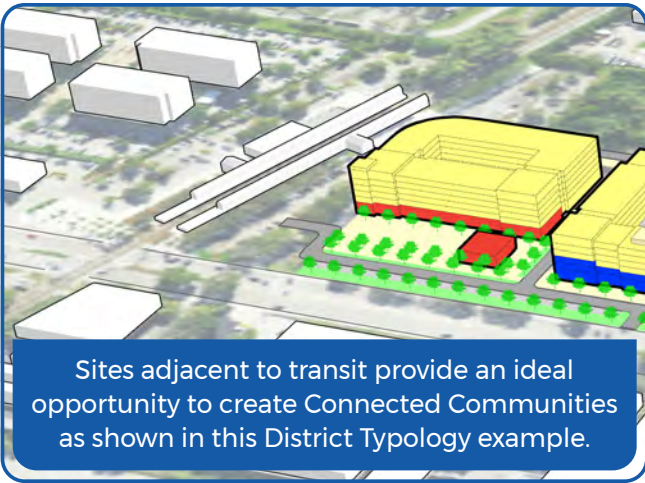 Sites adjacent to transit provide an ideal
opportunity to create Connected Communities
as shown in this District Typology example.